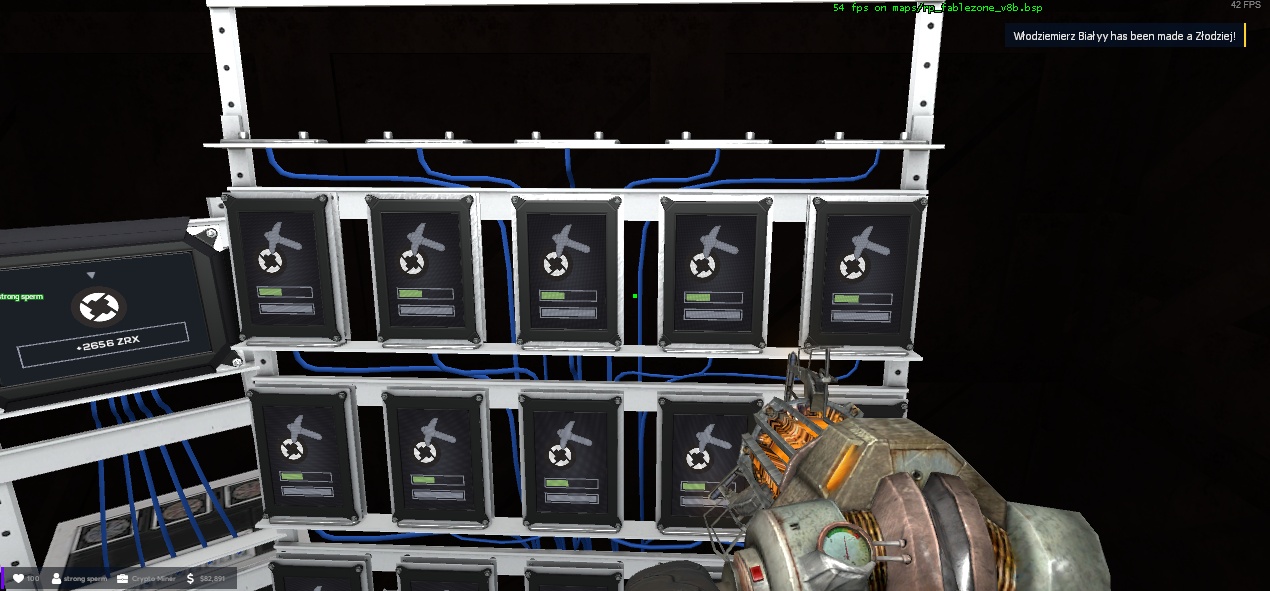 54 fps on maps/rp_fablezone_v8b.bsp
42 FPS
Włodziemierz Białyy has been made a Złodziej!
strong sperm
+2656 ZRX
100
strong sperm
Crypto Miner
$82,891